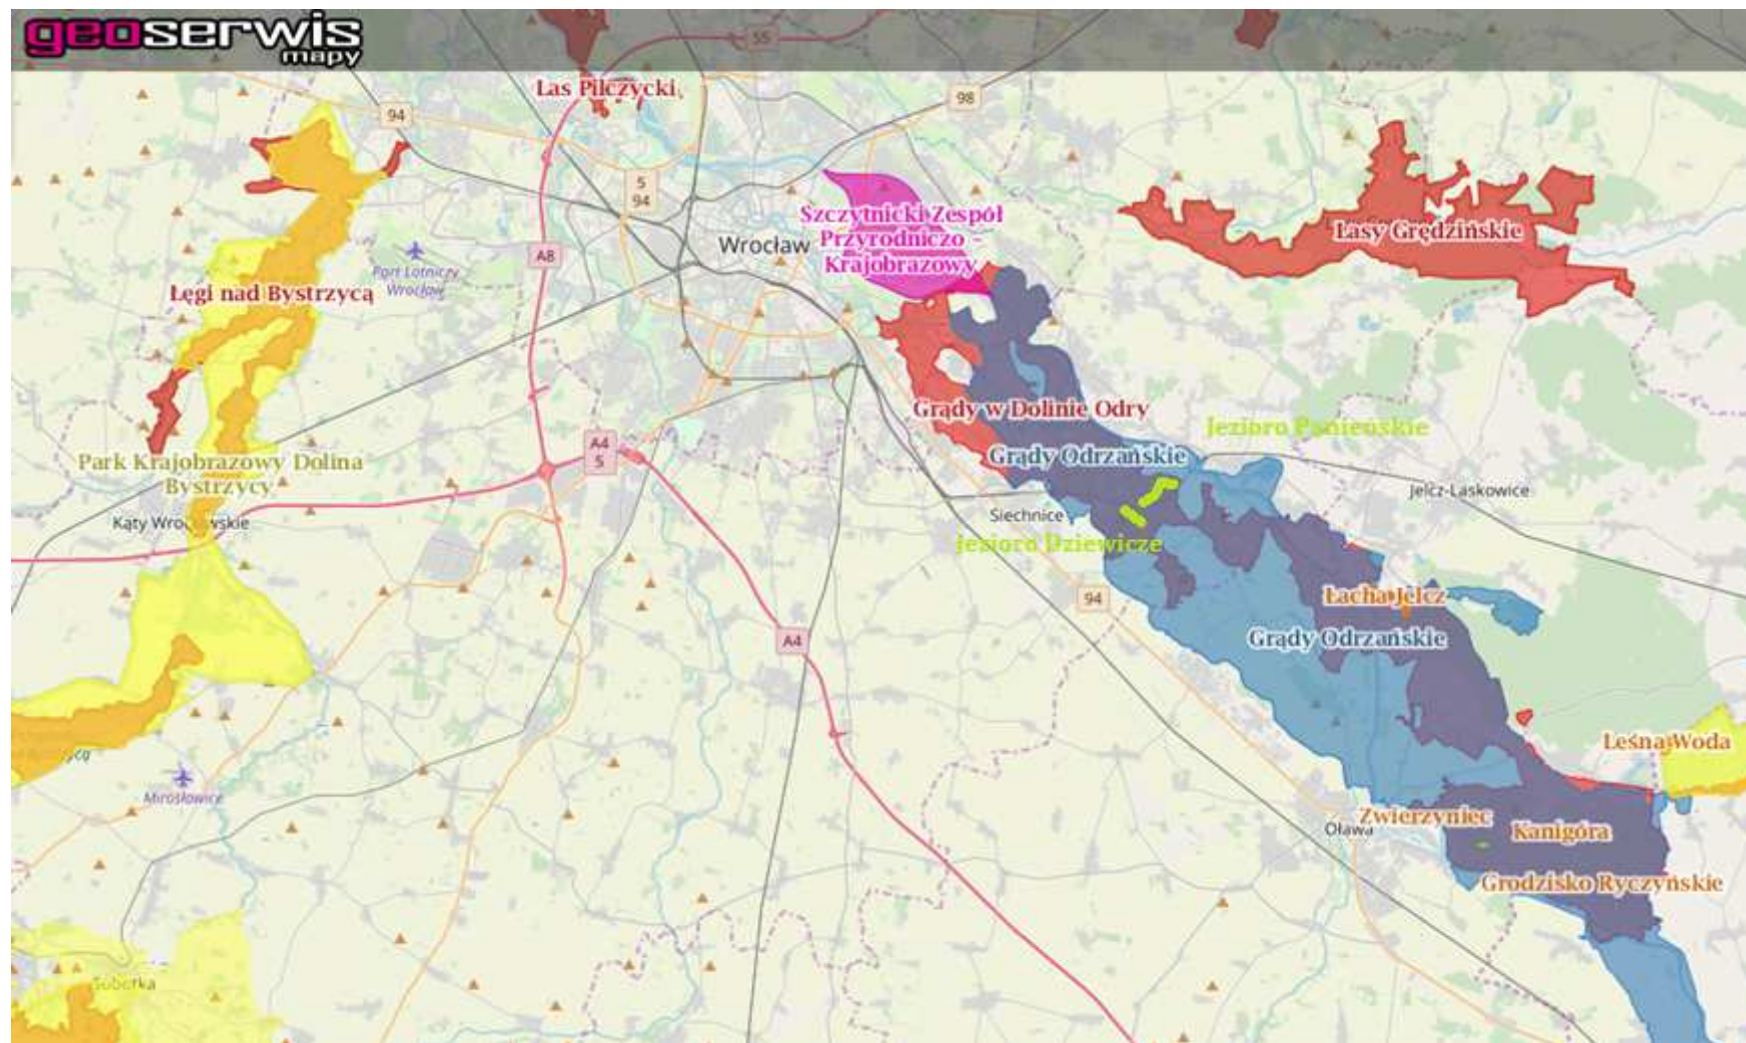 geoserwis
mapy
S5
Las Pilczycki
94
98
5
94
Szczytnicki Zespół
Przyrodniczo -
Krajobrazowy
Wrocław
Lasy Grędzińskie
A8
Port Lotniczy
Wrocław
Łęgi nad Bystrzycą
Grądy w Dolinie Odry
Jezioro Panieńskie
A4
5
Grądy Odrzańskie
Park Krajobrazowy Dolina
Bystrzycy
Jelcz-Laskowice
Siechnice
Kąty Wrocławskie
Jezioro Dziewicze
94
Łacha Jelcz
A4
Grądy Odrzańskie
Leśna Woda
Mirosławice
Zwierzyniec
Oława
Kanigóra
Grodzisko Ryczyńskie
Sobótka